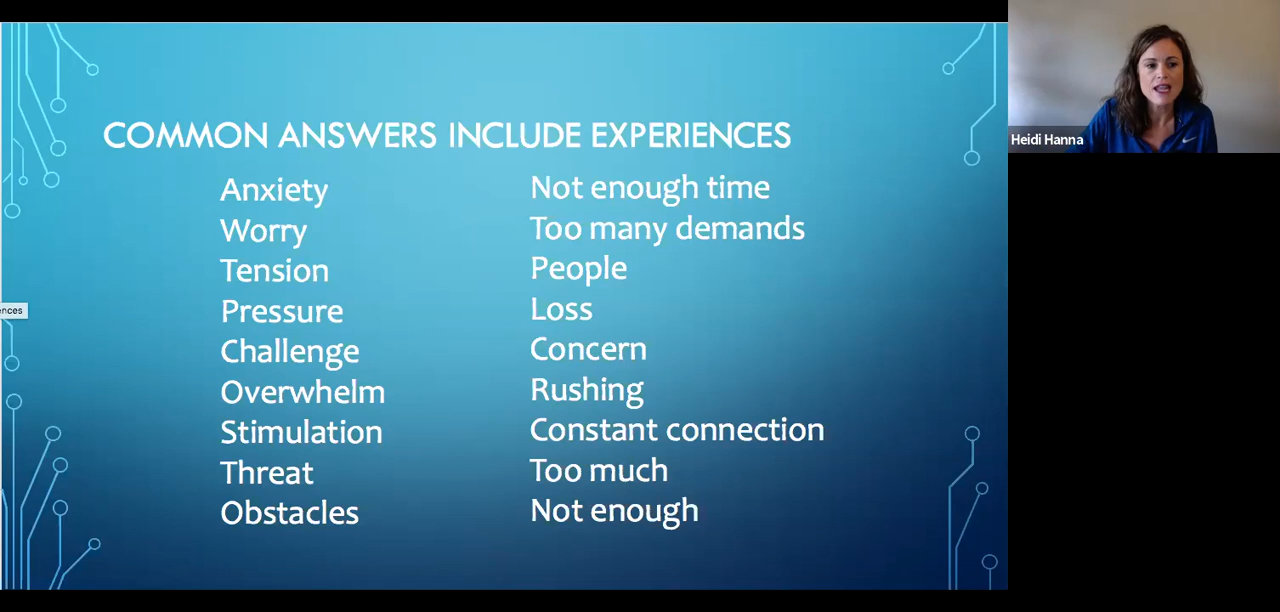 COMMON ANSWERS INCLUDE EXPERIENCES
Anxiety
Worry
Tension
Pressure
Challenge
Overwhelm
Stimulation
Threat
Obstacles
Not enough time
Too many demands
People
Loss
Concern
Rushing
Constant connection
Too much
Not enough
ences
Heidi Hanna